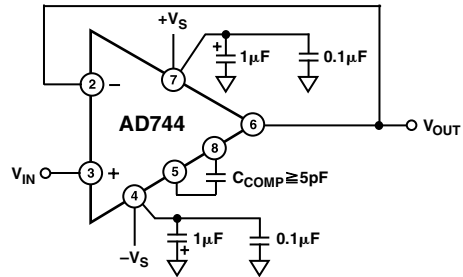 +VS
+
1µF
0.1µF
2
–
7
AD744
6
VOUT
8
VIN
3
+
5
CCOMP ≧ 5pF
4
1µF
+
0.1µF
–VS